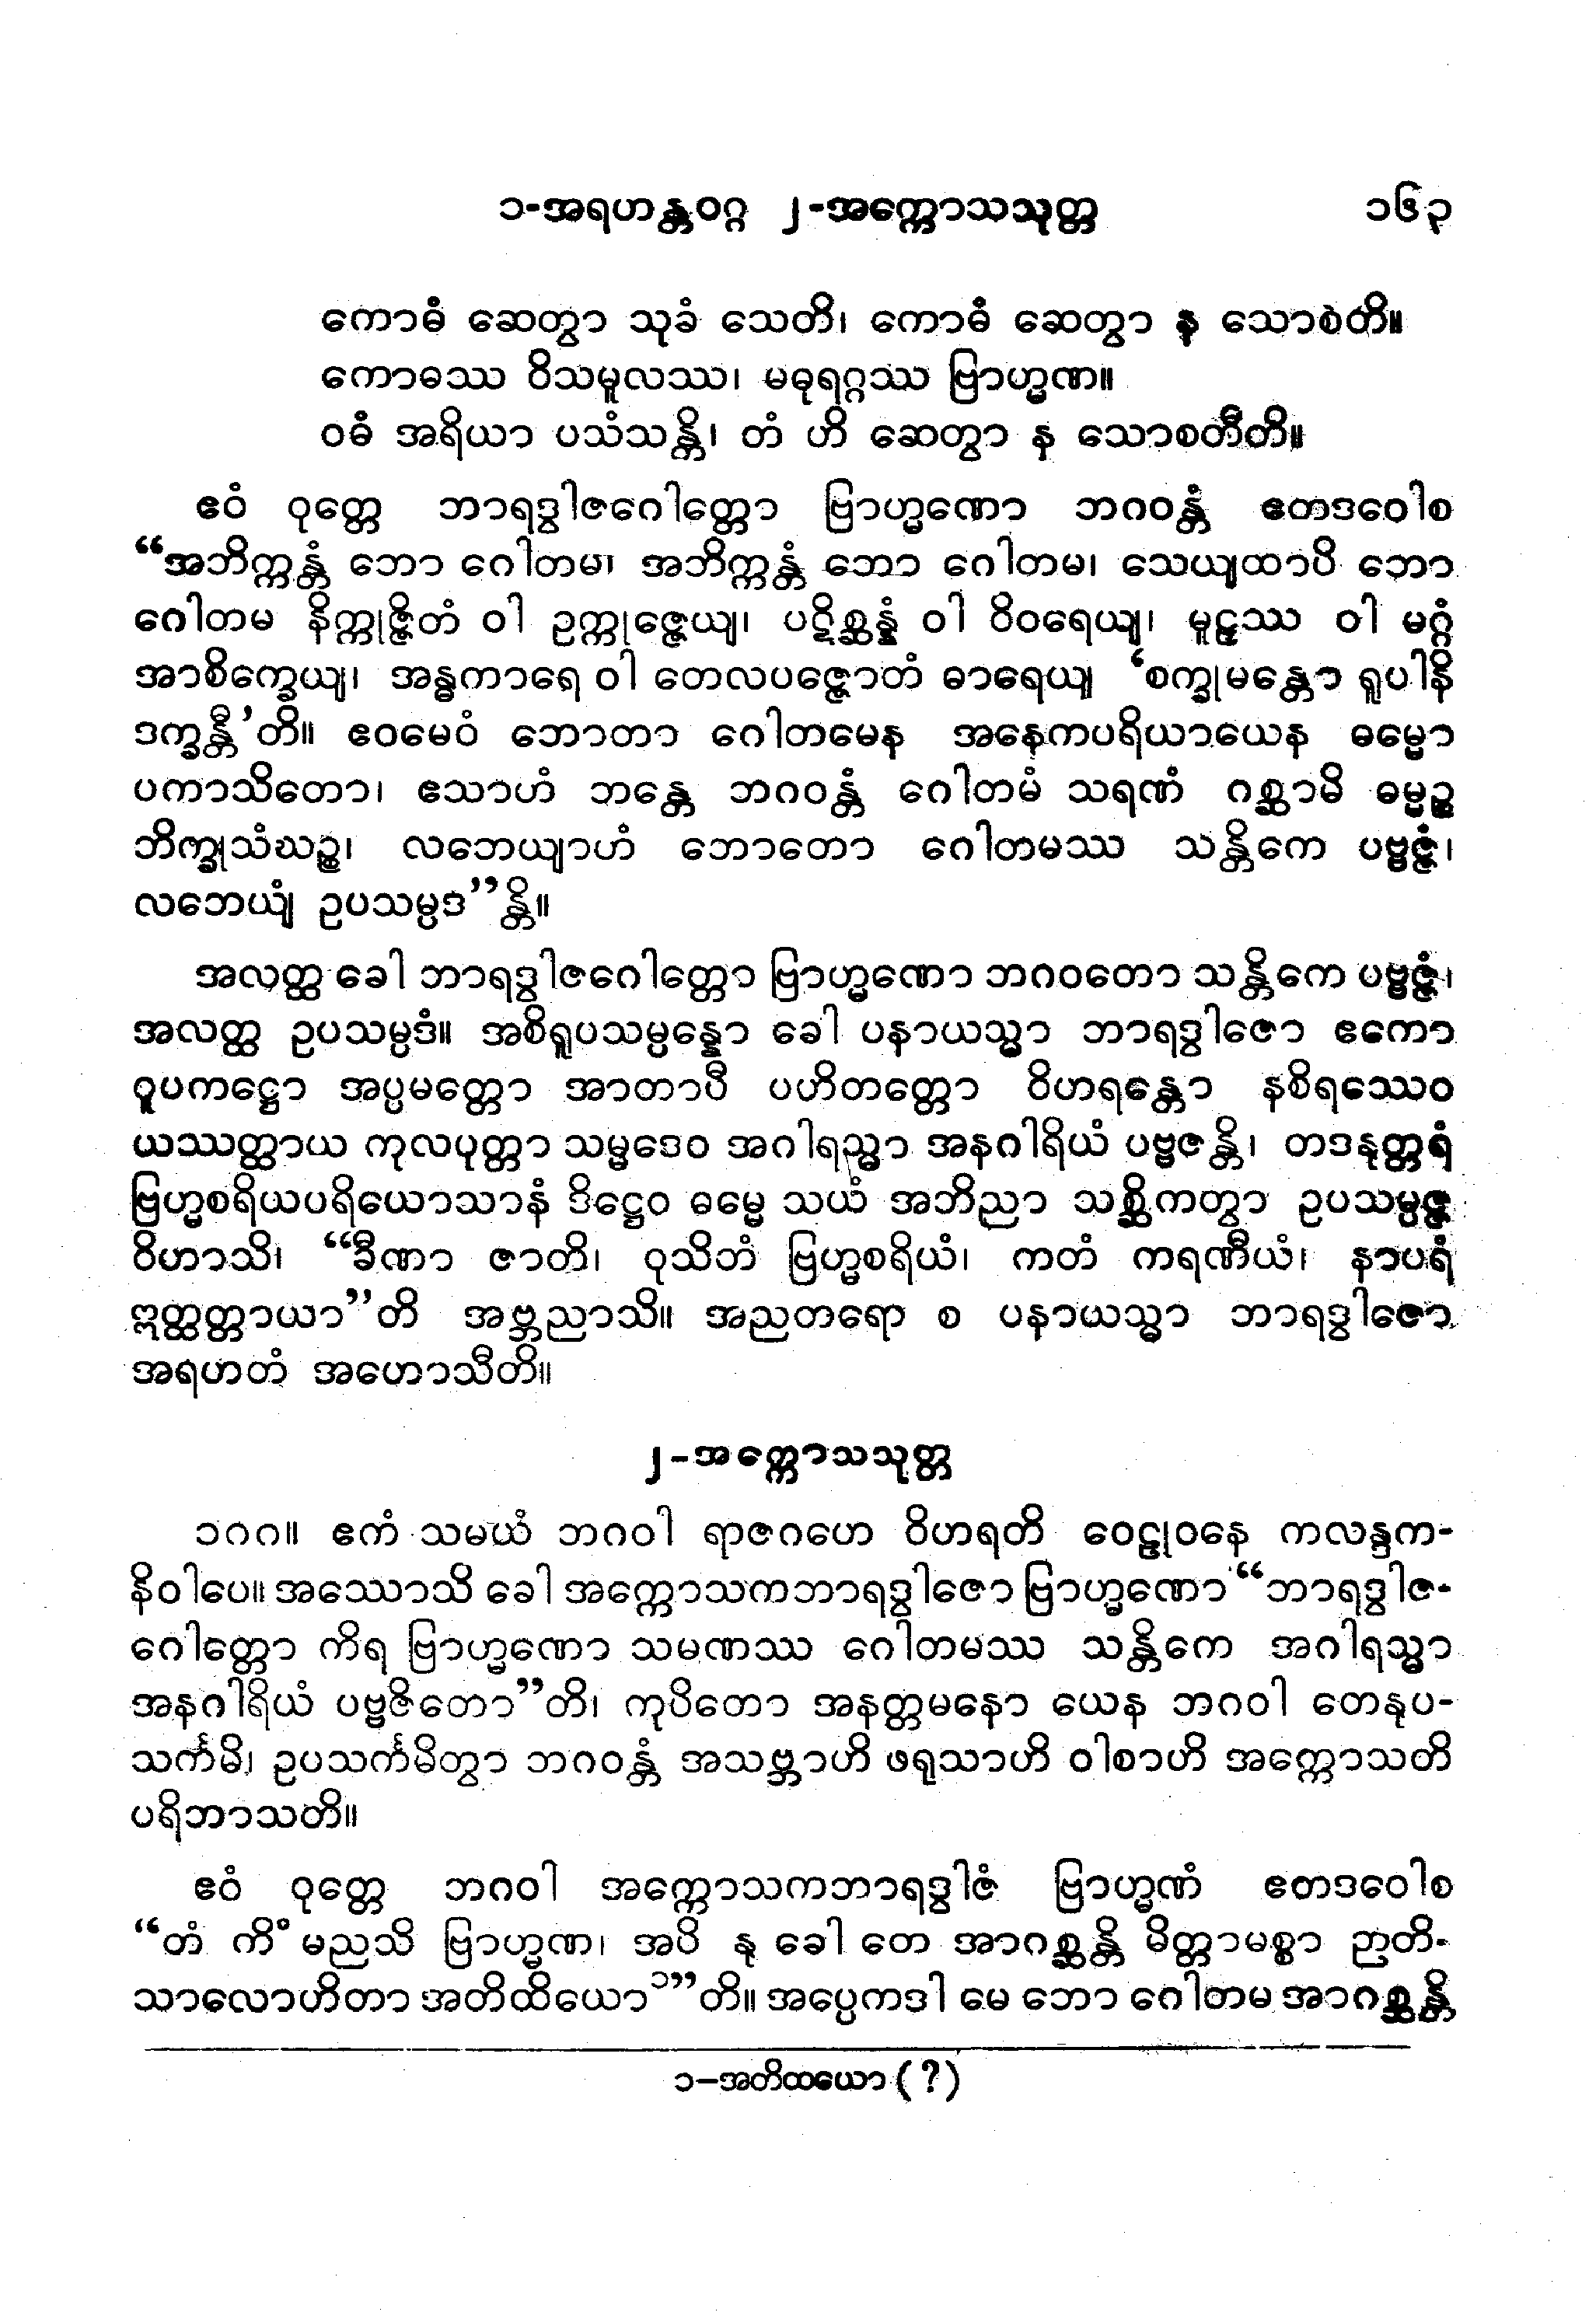 ၁-အရဟန္တဝဂ္ဂ ၂-အက္ကောသသုတ္တ ၁၆၃
ကောဓံ ဆေတွာ သုခံ သေတိ၊ ကောဓံ ဆေတွာ န သောစတိ။
ကောဓဿ ဝိသမူလဿ၊ မဓုရဂ္ဂဿ ဗြာဟ္မဏ။
ဝဓံ အရိယာ ပသံသန္တိ၊ တံ ဟိ ဆေတွာ န သောစတီတိ။
ဧဝံ ဝုတ္တေ ဘာရဒွါဇဂေါတ္တော ဗြာဟ္မဏော ဘဂဝန္တံ ဧတဒဝေါစ
“အဘိက္ကန္တံ ဘော ဂေါတမ၊ အဘိက္ကန္တံ ဘော ဂေါတမ၊ သေယျထာပိ ဘော
ဂေါတမ နိက္ကုဇ္ဇိတံ ဝါ ဥက္ကုဇ္ဇေယျ၊ ပဋိစ္ဆန္နံ ဝါ ဝိဝရေယျ၊ မူဠှဿ ဝါ မဂ္ဂံ
အာစိက္ခေယျ၊ အန္ဓကာရေ ဝါ တေလပဇ္ဇောတံ ဓာရေယျ ‘စက္ခုမန္တော ရူပါနိ
ဒက္ခန္တီ’တိ။ ဧဝမေဝံ ဘောတာ ဂေါတမေန အနေကပရိယာယေန ဓမ္မော
ပကာသိတော၊ ဧသာဟံ ဘန္တေ ဘဂဝန္တံ ဂေါတမံ သရဏံ ဂစ္ဆာမိ ဓမ္မဉ္စ
ဘိက္ခုသံဃဉ္စ၊ လဘေယျာဟံ ဘောတော ဂေါတမဿ သန္တိကေ ပဗ္ဗဇ္ဇံ၊
လဘေယျံ ဥပသမ္ပဒ”န္တိ။
အလတ္ထ ခေါ ဘာရဒွါဇဂေါတ္တော ဗြာဟ္မဏော ဘဂဝတော သန္တိကေ ပဗ္ဗဇ္ဇံ၊
အလတ္ထ ဥပသမ္ပဒံ။ အစိရူပသမ္ပန္နော ခေါ ပနာယသ္မာ ဘာရဒွါဇော ဧကော
ဝူပကဋ္ဌော အပ္ပမတ္တော အာတာပီ ပဟိတတ္တော ဝိဟရန္တော နစိရဿေဝ
ယဿတ္ထာယ ကုလပုတ္တာ သမ္မဒေဝ အဂါရည္မာ အနဂါရိယံ ပဗ္ဗဇန္တိ၊ တဒနုတ္တရံ
ဗြဟ္မစရိယပရိယောသာနံ ဒိဋ္ဌေဝ ဓမ္မေ သယံ အဘိညာ သစ္ဆိကတွာ ဥပသမ္ပဇ္ဇ
ဝိဟာသိ၊ “ခီဏာ ဇာတိ၊ ဝုသိတံ ဗြဟ္မစရိယံ၊ ကတံ ကရဏီယံ၊ နာပရံ
ဣတ္ထတ္တာယာ”တိ အဗ္ဘညာသိ။ အညတရော စ ပနာယသ္မာ ဘာရဒွါဇော
အရဟတံ အဟောသီတိ။
၂-အက္ကောသသုတ္တ
၁၈၈။ ဧကံ သမယံ ဘဂဝါ ရာဇဂဟေ ဝိဟရတိ ဝေဠုဝနေ ကလန္ဒက-
နိဝါပေ။ အဿောသိ ခေါ အက္ကောသကဘာရဒွါဇော ဗြာဟ္မဏော “ဘာရဒွါဇ-
ဂေါတ္တော ကိရ ဗြာဟ္မဏော သမဏဿ ဂေါတမဿ သန္တိကေ အဂါရသ္မာ
အနဂါရိယံ ပဗ္ဗဇိတော”တိ၊ ကုပိတော အနတ္တမနော ယေန ဘဂဝါ တေနုပ-
သင်္ကမိ၊ ဥပသင်္ကမိတွာ ဘဂဝန္တံ အသဗ္ဘာဟိ ဖရုသာဟိ ဝါစာဟိ အက္ကောသတိ
ပရိဘာသတိ။
ဧဝံ ဝုတ္တေ ဘဂဝါ အက္ကောသကဘာရဒွါဇံ ဗြာဟ္မဏံ ဧတဒဝေါစ
“တံ ကိံ မညသိ ဗြာဟ္မဏ၊ အပိ နု ခေါ တေ အာဂစ္ဆန္တိ မိတ္တာမစ္စာ ဉာတိ-
သာလောဟိတာ အတိထိယော ၁”တိ။ အပ္ပေကဒါ မေ ဘော ဂေါတမ အာဂစ္ဆန္တိ
၁-အတိထယော (?)